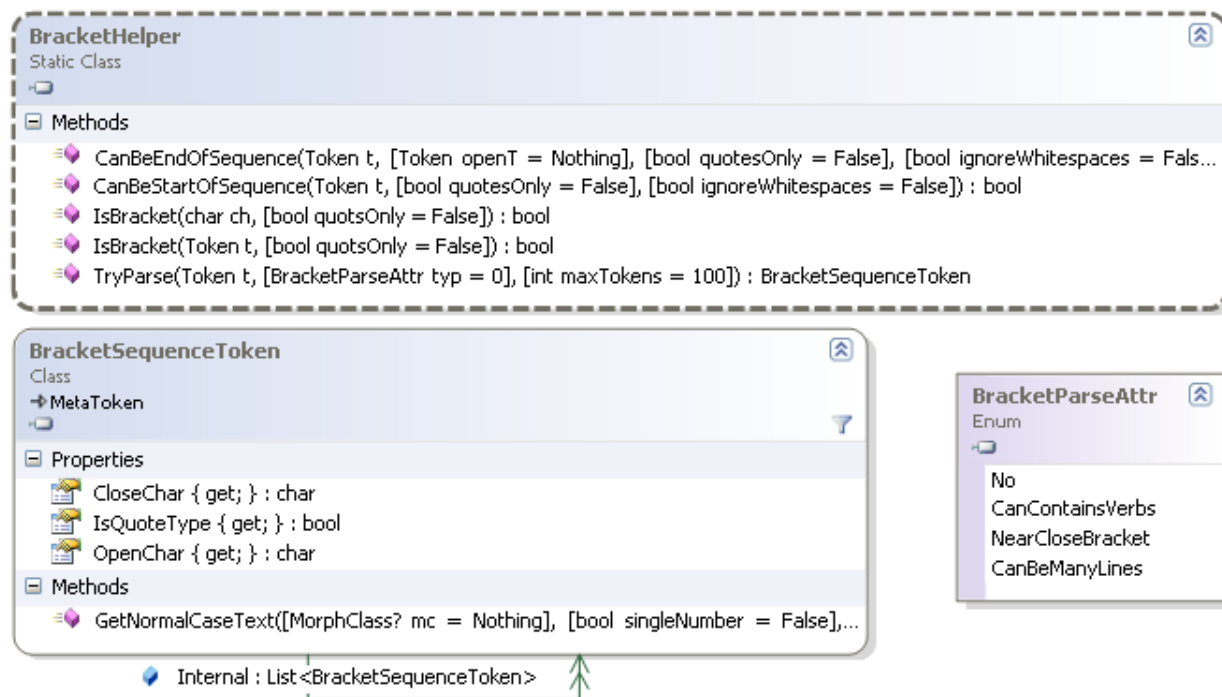 BracketHelper
Static Class
Methods
CanBeEndOfSequence(Token t, [Token openT = Nothing], [bool quotesOnly = False], [bool ignoreWhitespaces = Fals...
CanBeStartOfSequence(Token t, [bool quotesOnly = False], [bool ignoreWhitespaces = False]) : bool
IsBracket(char ch, [bool quotsOnly = False]) : bool
IsBracket(Token t, [bool quotsOnly = False]) : bool
TryParse(Token t, [BracketParseAttr typ = 0], [int maxTokens = 100]) : BracketSequenceToken
BracketSequenceToken
Class
MetaToken
Properties
CloseChar { get; } : char
IsQuoteType { get; } : bool
OpenChar { get; } : char
Methods
GetNormalCaseText([MorphClass? mc = Nothing], [bool singleNumber = False],...
Internal : List<BracketSequenceToken>
BracketParseAttr
Enum
No
CanContainsVerbs
NearCloseBracket
CanBeManyLines